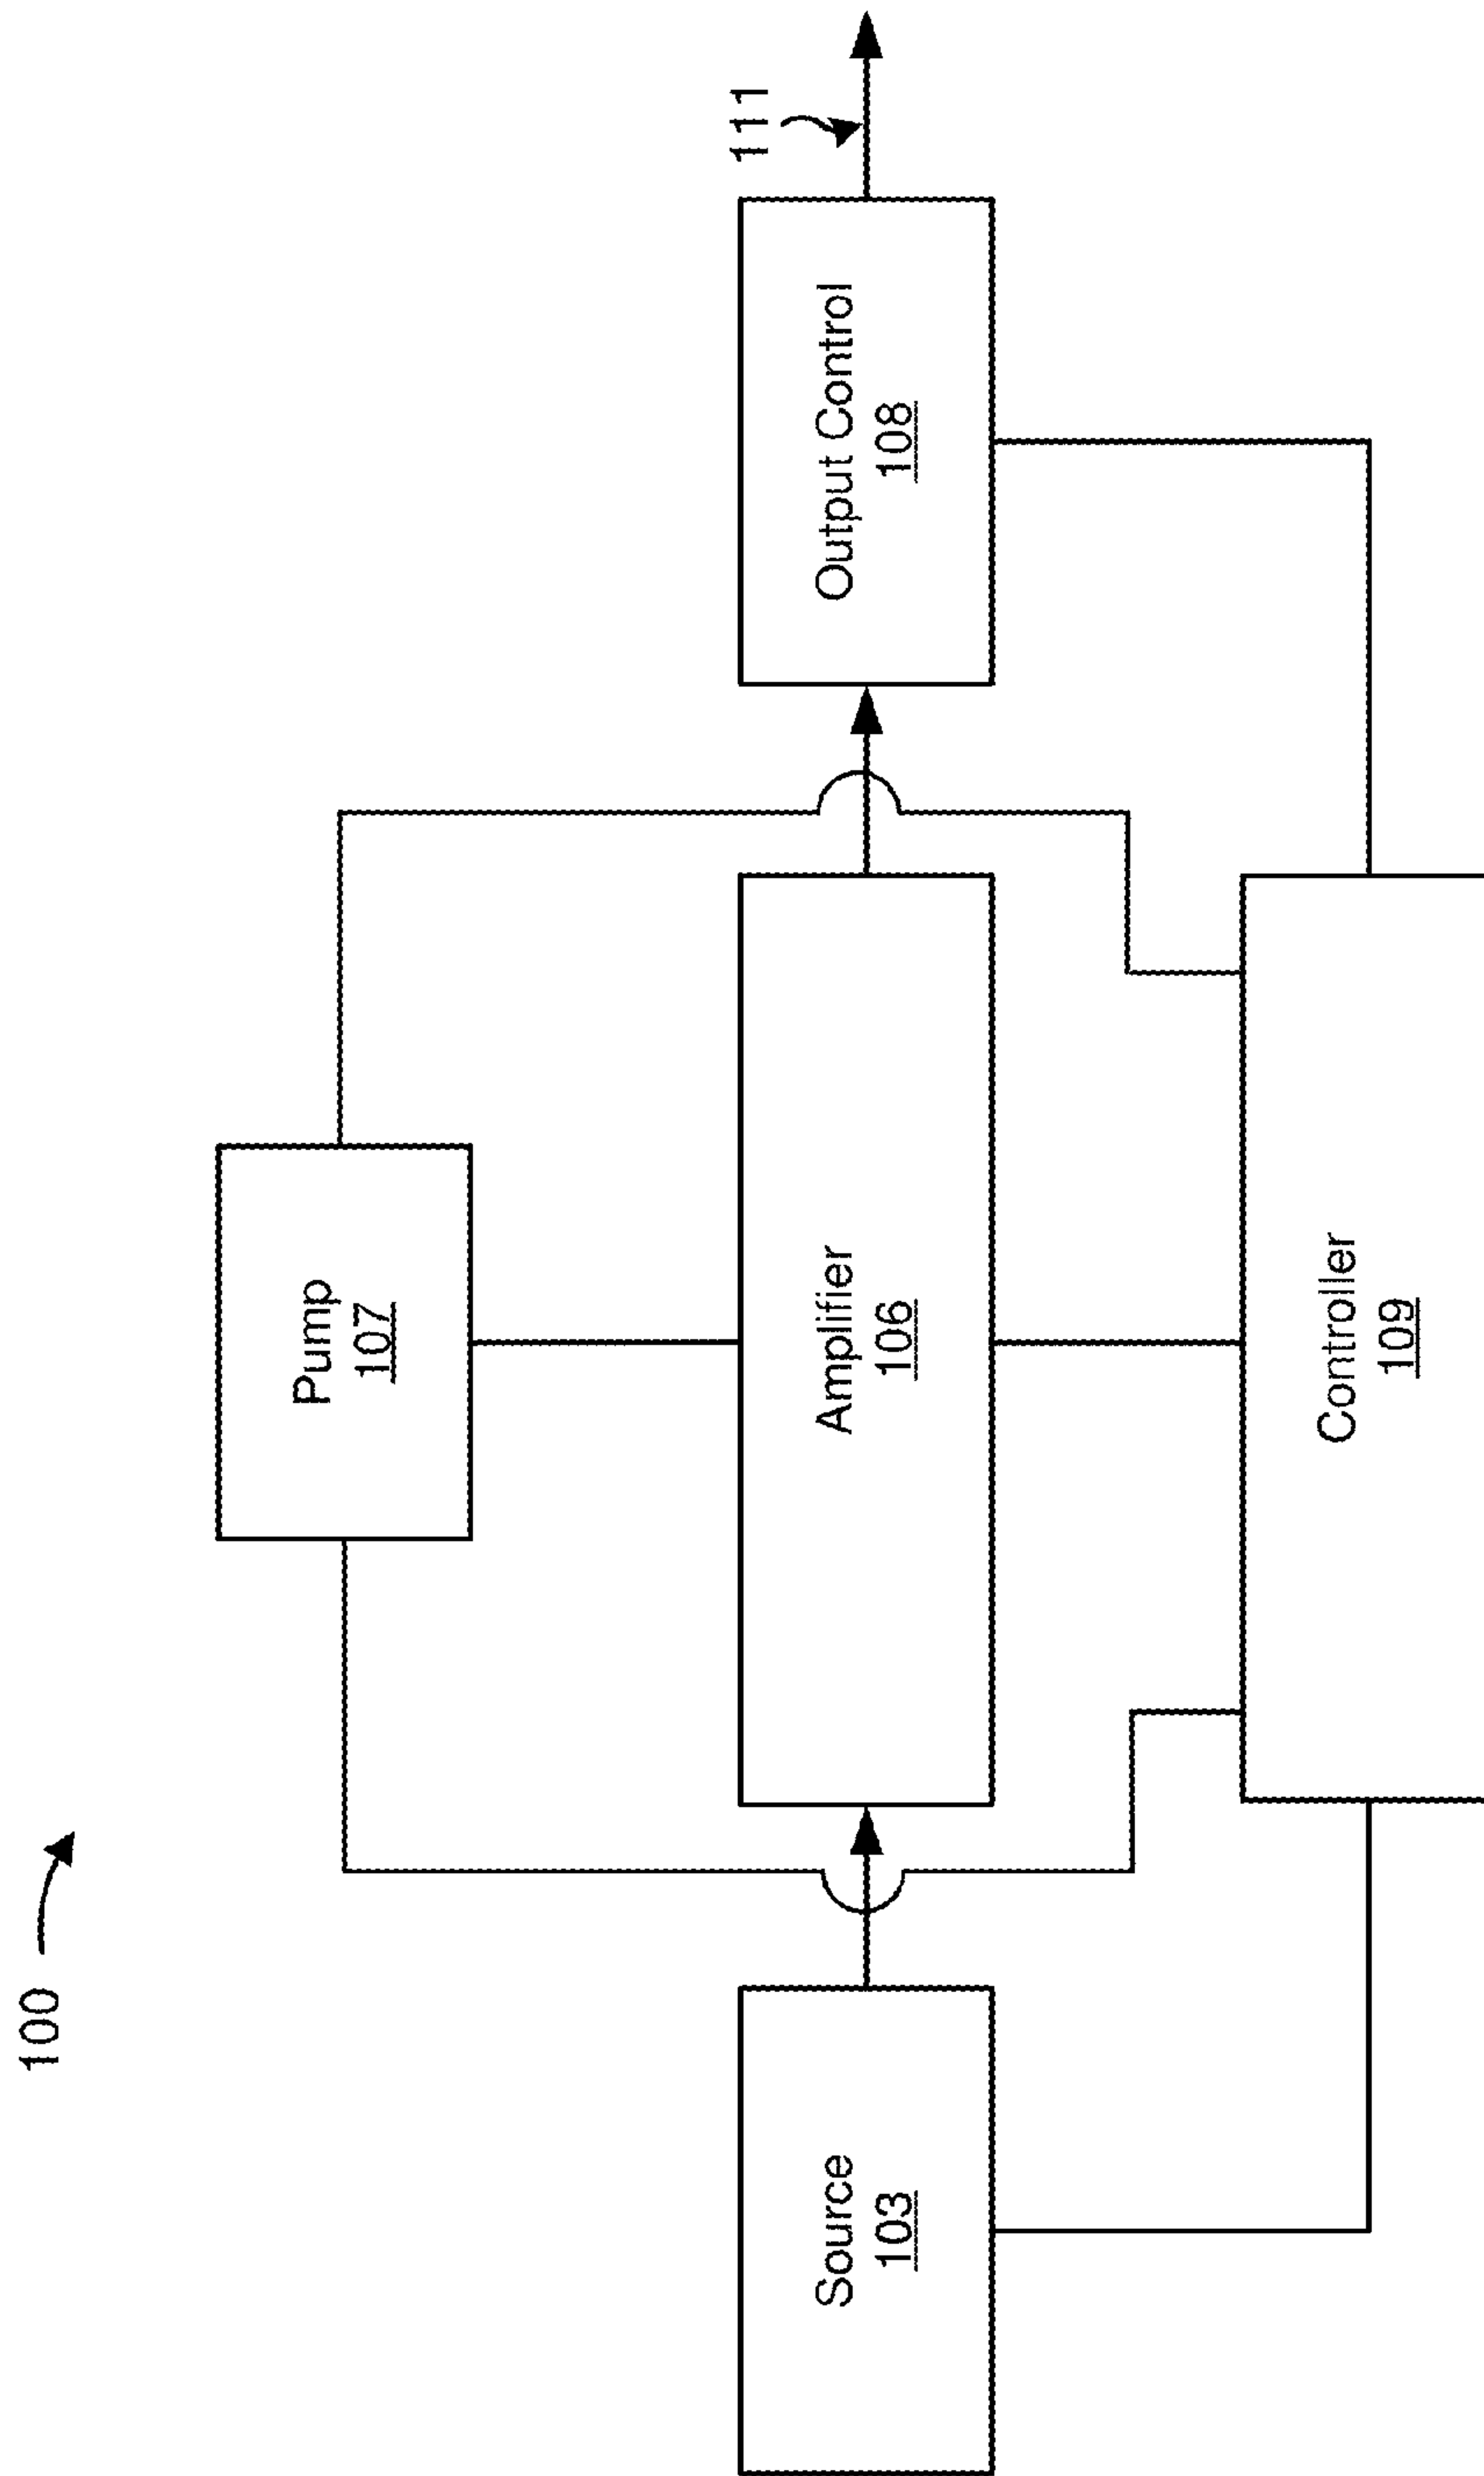 100
Pump
107
111
Source
103
Amplifier
106
Output Control
108
Controller
109